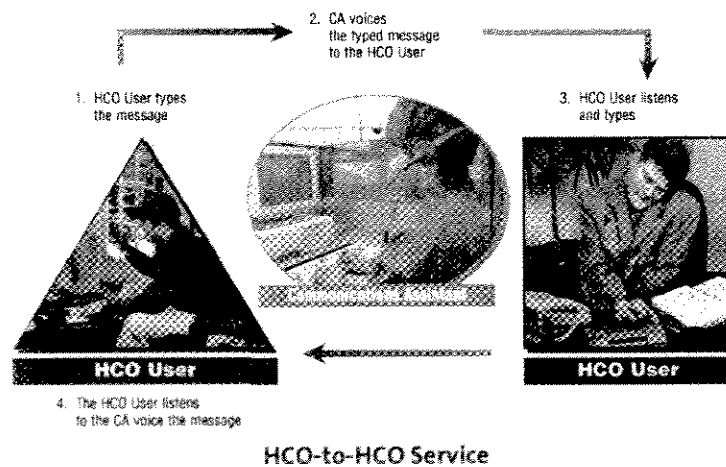 2. CA voices
the typed message
to the HCO User
1. HCO User types
the message
3. HCO User listens
and types
Communications Assistant
HCO User
HCO User
4. The HCO User listens
to the CA voice the message
HCO-to-HCO Service